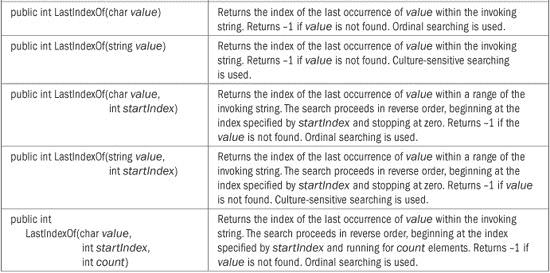 public int LastIndexOf(char value)
Returns the index of the last occurrence of value within the invoking
string. Returns –1 if value is not found. Ordinal searching is used.
public int LastIndexOf(string value)
Returns the index of the last occurrence of value within the invoking
string. Returns –1 if value is not found. Culture-sensitive searching
is used.
public int LastIndexOf(char value,
int startIndex)
Returns the index of the last occurrence of value within a range of the
invoking string. The search proceeds in reverse order, beginning at the
index specified by startIndex and stopping at zero. Returns –1 if the
value is not found. Ordinal searching is used.
public int LastIndexOf(string value,
int startIndex)
Returns the index of the last occurrence of value within a range of the
invoking string. The search proceeds in reverse order, beginning at the
index specified by startIndex and stopping at zero. Returns –1 if value
is not found. Culture-sensitive searching is used.
public int
LastIndexOf(char value,
int startIndex,
int count)
Returns the index of the last occurrence of value within the invoking
string. The search proceeds in reverse order, beginning at the index
specified by startIndex and running for count elements. Returns –1 if
value is not found. Ordinal searching is used.